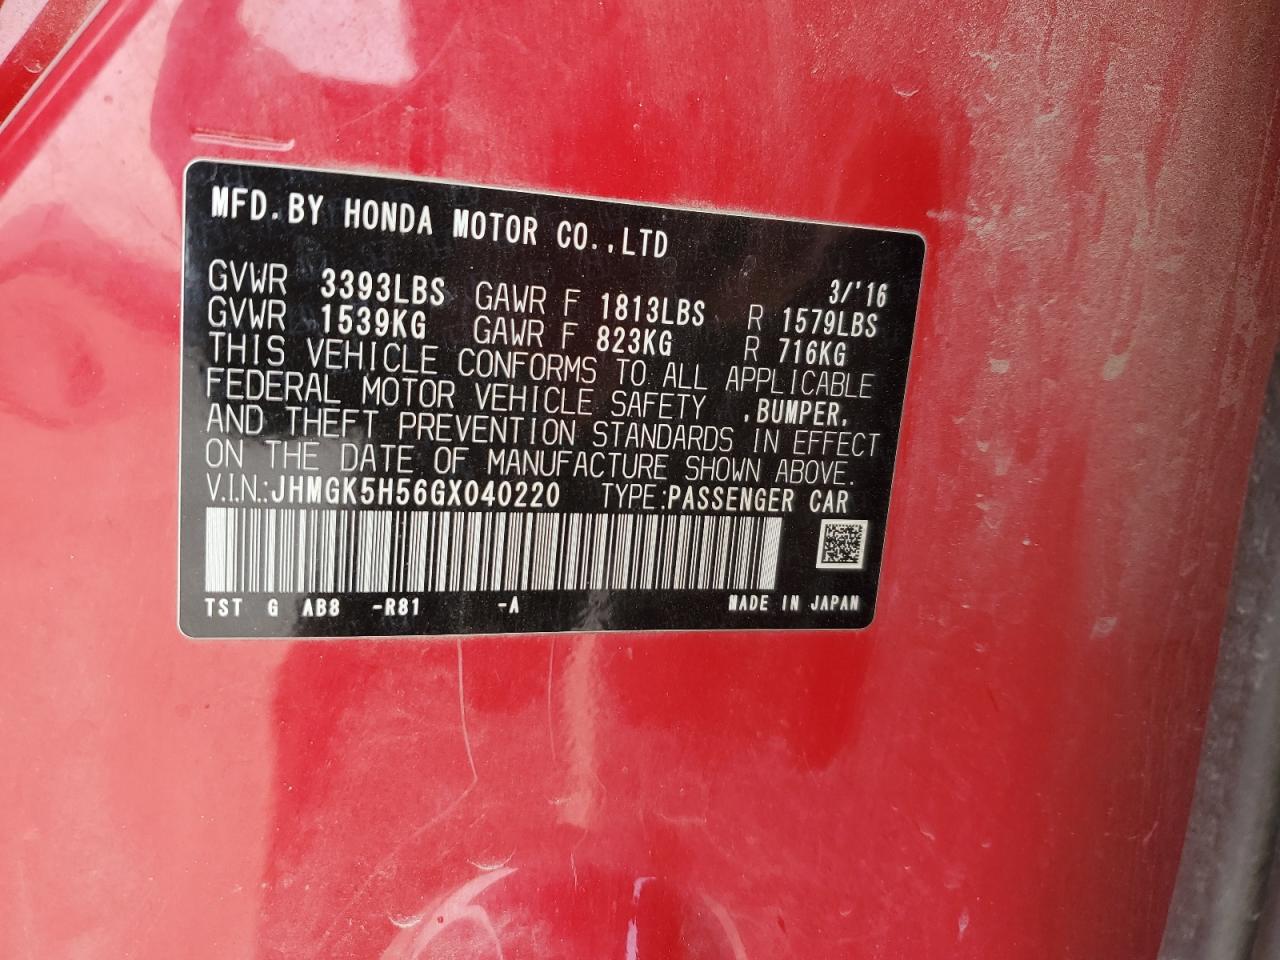 MFD.BY HONDA MOTOR CO.,LTD
3/'16
GVWR 3393LBS GAWR F 1813LBS R 1579LBS
GVWR 1539KG GAWR F 823KG R 716KG
THIS VEHICLE CONFORMS TO ALL APPLICABLE
FEDERAL MOTOR VEHICLE SAFETY ,BUMPER,
AND THEFT PREVENTION STANDARDS IN EFFECT
ON THE DATE OF MANUFACTURE SHOWN ABOVE.
V.I.N.:JHMGK5H56GX040220 TYPE:PASSENGER CAR
TST G AB8 -R81 -A MADE IN JAPAN